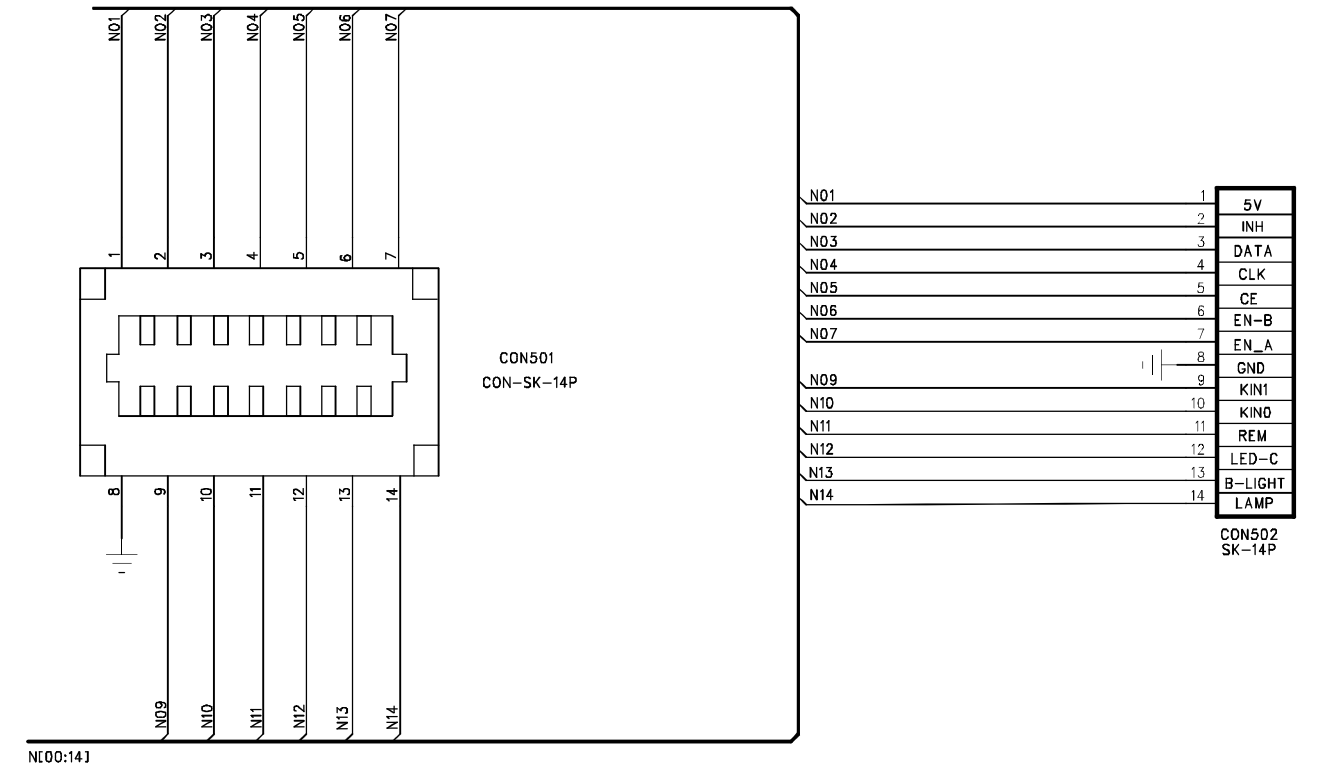 N01 N02 N03 N04 N05 N06 N07
1 2 3 4 5 6 7
CON501
CON-SK-14P
8 9 10 11 12 13 14
N09 N10 N11 N12 N13 N14
N[00:14]
N01 1 5V
N02 2 INH
N03 3 DATA
N04 4 CLK
N05 5 CE
N06 6 EN-B
N07 7 EN_A
8 GND
N09 9 KIN1
N10 10 KIN0
N11 11 REM
N12 12 LED-C
N13 13 B-LIGHT
N14 14 LAMP
CON502
SK-14P